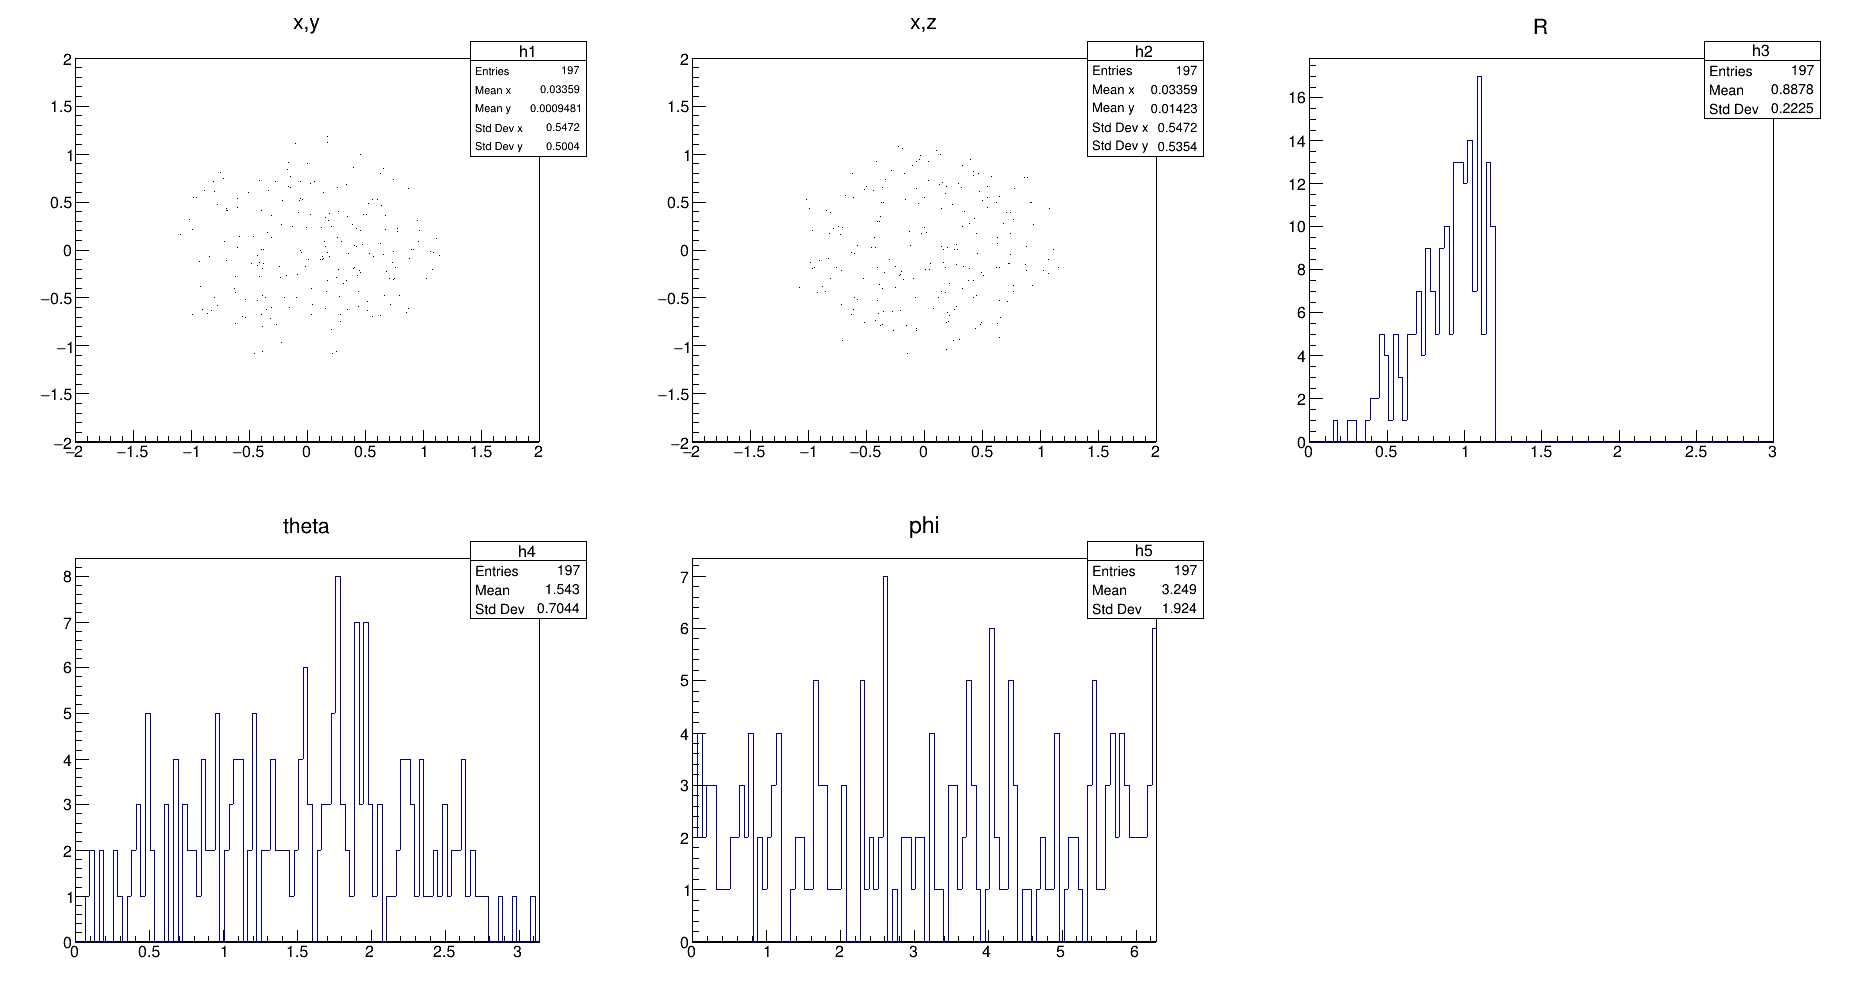 x,y
h1
Entries 197
Mean x 0.03359
Mean y 0.0009481
Std Dev x 0.5472
Std Dev y 0.5004
2
1.5
1
0.5
0
−0.5
−1
−1.5
−2
−2 −1.5 −1 −0.5 0 0.5 1 1.5 2
x,z
h2
Entries 197
Mean x 0.03359
Mean y 0.01423
Std Dev x 0.5472
Std Dev y 0.5354
2
1.5
1
0.5
0
−0.5
−1
−1.5
−2
−2 −1.5 −1 −0.5 0 0.5 1 1.5 2
R
h3
Entries 197
Mean 0.8878
Std Dev 0.2225
16
14
12
10
8
6
4
2
0
0 0.5 1 1.5 2 2.5 3
theta
h4
Entries 197
Mean 1.543
Std Dev 0.7044
8
7
6
5
4
3
2
1
0
0 0.5 1 1.5 2 2.5 3
phi
h5
Entries 197
Mean 3.249
Std Dev 1.924
7
6
5
4
3
2
1
0
0 1 2 3 4 5 6